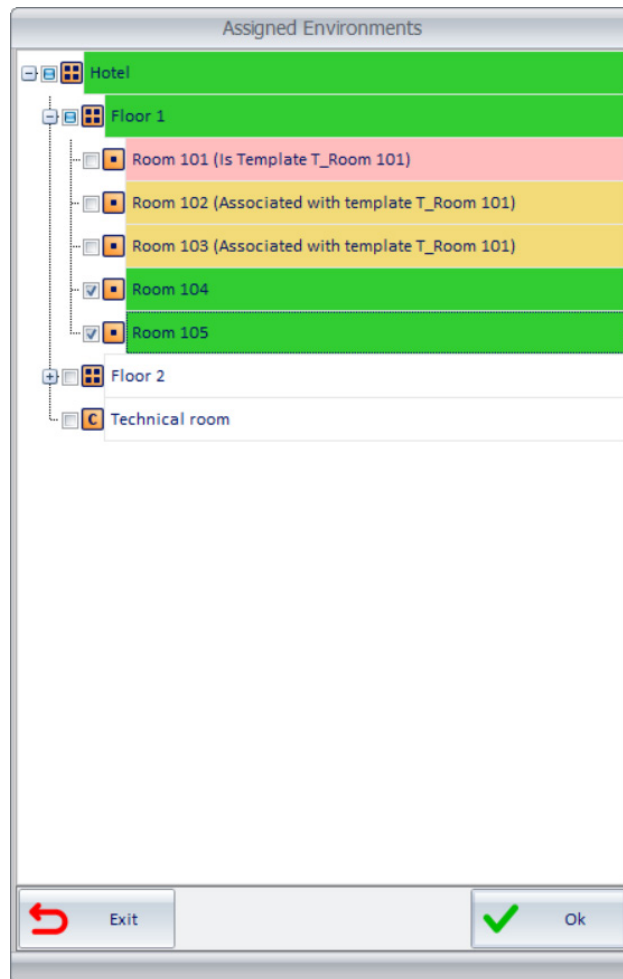 Assigned Environments
Hotel
Floor 1
Room 101 (Is Template T_Room 101)
Room 102 (Associated with template T_Room 101)
Room 103 (Associated with template T_Room 101)
Room 104
Room 105
Floor 2
C Technical room
Exit
Ok